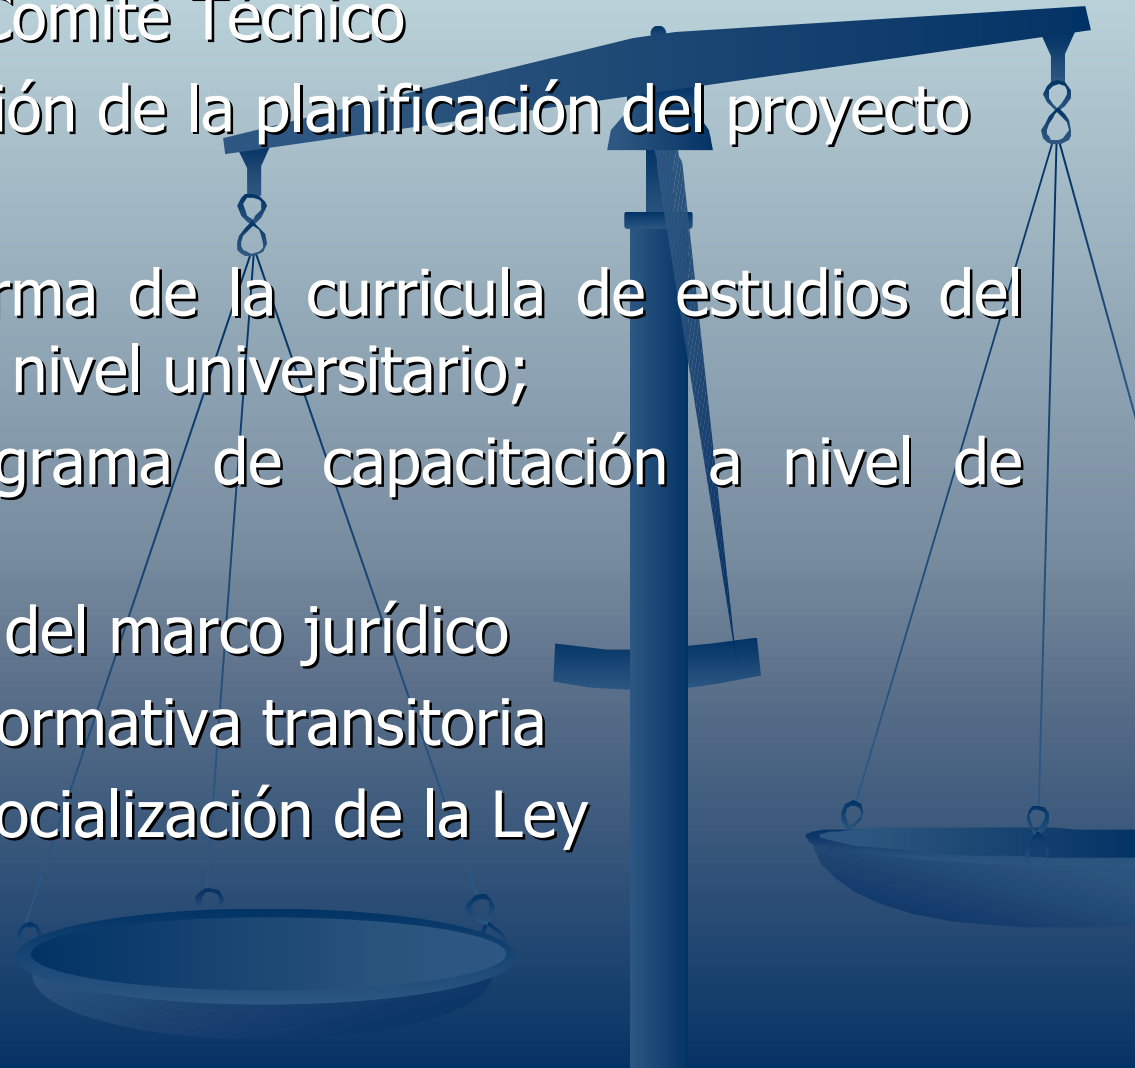 Comité Técnico
ión de la planificación del proyecto
rma de la curricula de estudios del
nivel universitario;
grama de capacitación a nivel de
del marco jurídico
ormativa transitoria
ocialización de la Ley